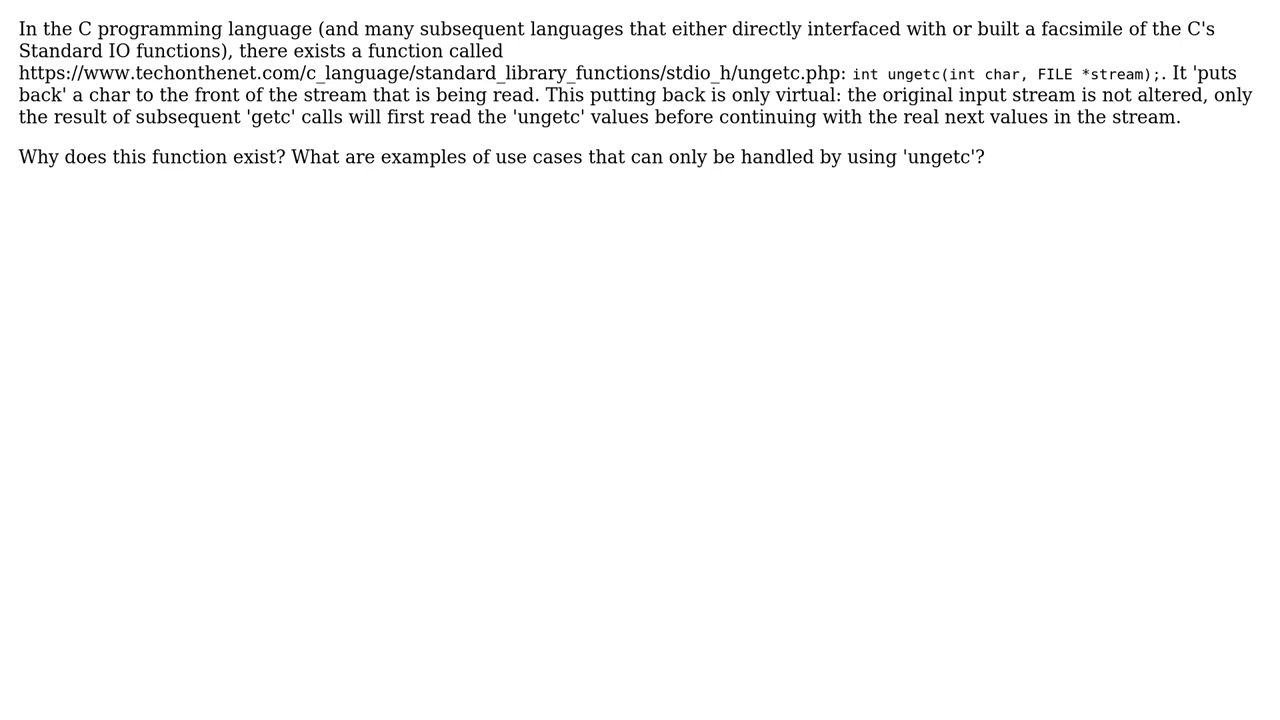 In the C programming language (and many subsequent languages that either directly interfaced with or built a facsimile of the C's
Standard IO functions), there exists a function called
https://www.techonthenet.com/c_language/standard_library_functions/stdio_h/ungetc.php: int ungetc(int char, FILE *stream);. It 'puts
back' a char to the front of the stream that is being read. This putting back is only virtual: the original input stream is not altered, only
the result of subsequent 'getc' calls will first read the 'ungetc' values before continuing with the real next values in the stream.
Why does this function exist? What are examples of use cases that can only be handled by using 'ungetc'?